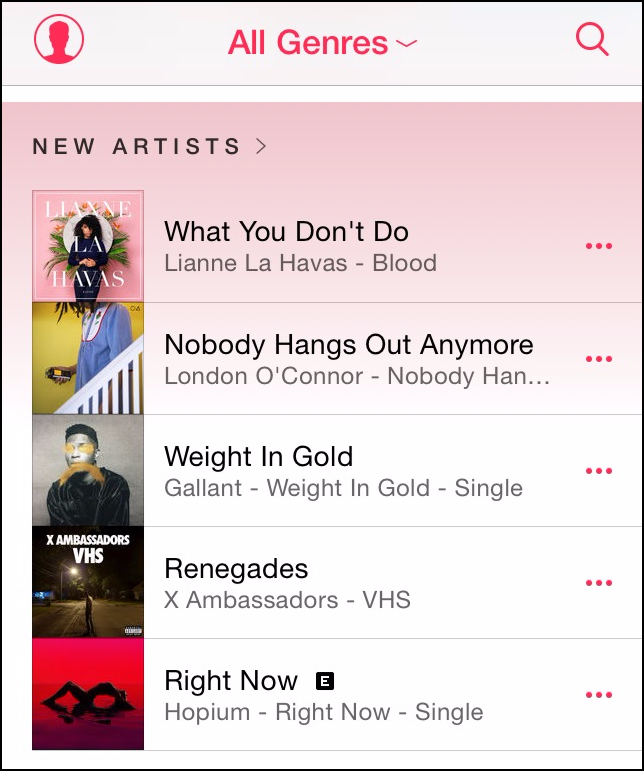 All Genres
NEW ARTISTS
LIANNE
LA
HAVAS
What You Don't Do
Lianne La Havas - Blood
Nobody Hangs Out Anymore
London O'Connor - Nobody Han...
Weight In Gold
Gallant - Weight In Gold - Single
X AMBASSADORS
VHS
Renegades
X Ambassadors - VHS
Right Now E
Hopium - Right Now - Single